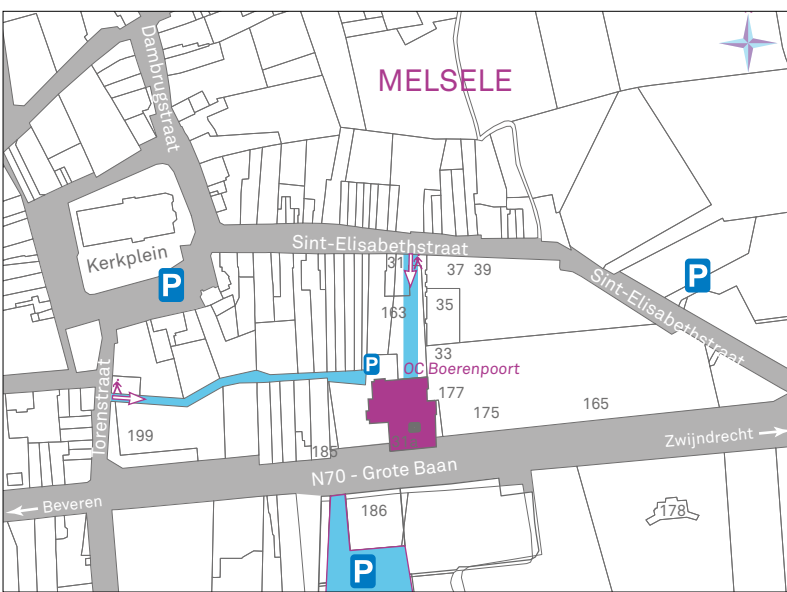 MELSELE
Dambrugstraat
Kerkplein
P
Sint-Elisabethstraat
Sint-Elisabethstraat
P
31
37 39
35
163
33
P
OC Boerenpoort
177
175
165
Torenstraat
199
185
31a
N70 - Grote Baan
Zwijndrecht
Beveren
186
178
P